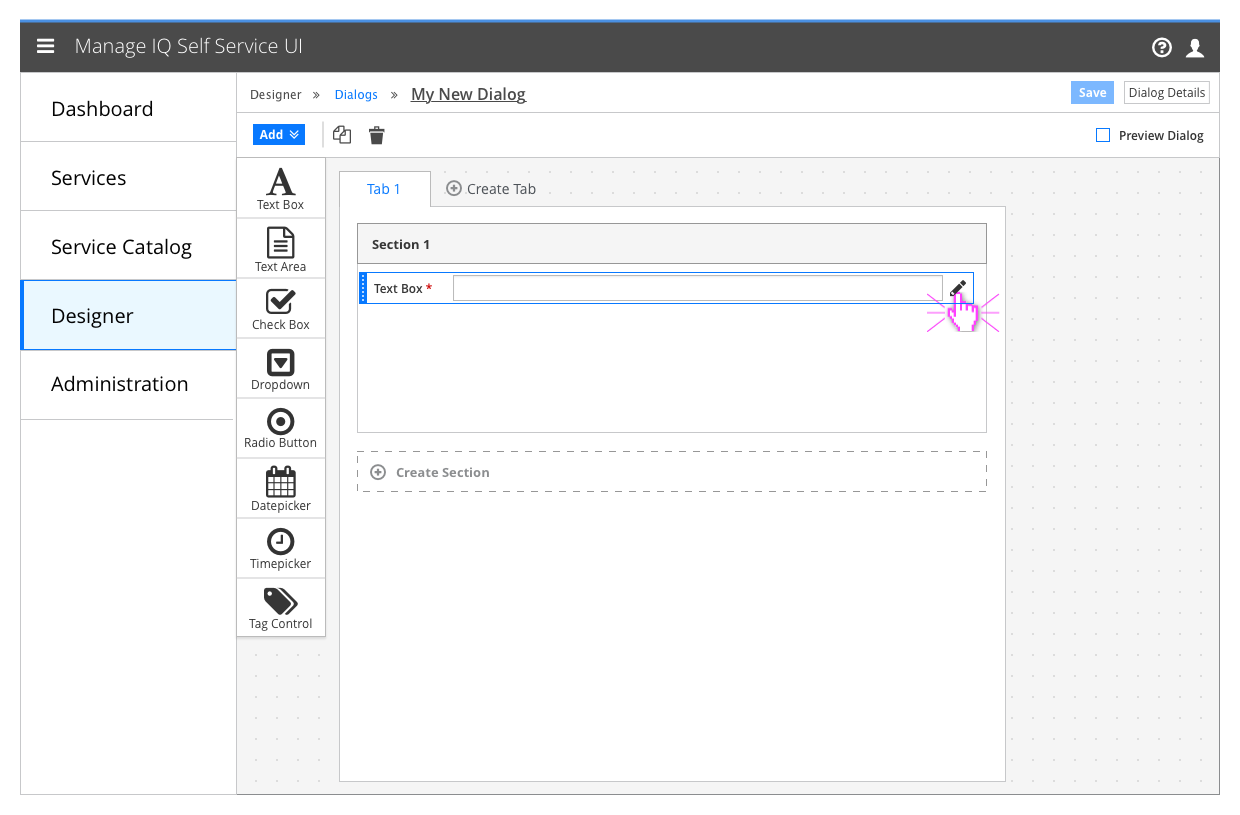 Manage IQ Self Service UI
Dashboard
Services
Service Catalog
Designer
Administration
Designer » Dialogs » My New Dialog
Save
Dialog Details
Add
Preview Dialog
Text Box
Text Area
Check Box
Dropdown
Radio Button
Datepicker
Timepicker
Tag Control
Tab 1
Create Tab
Section 1
Text Box *
Create Section